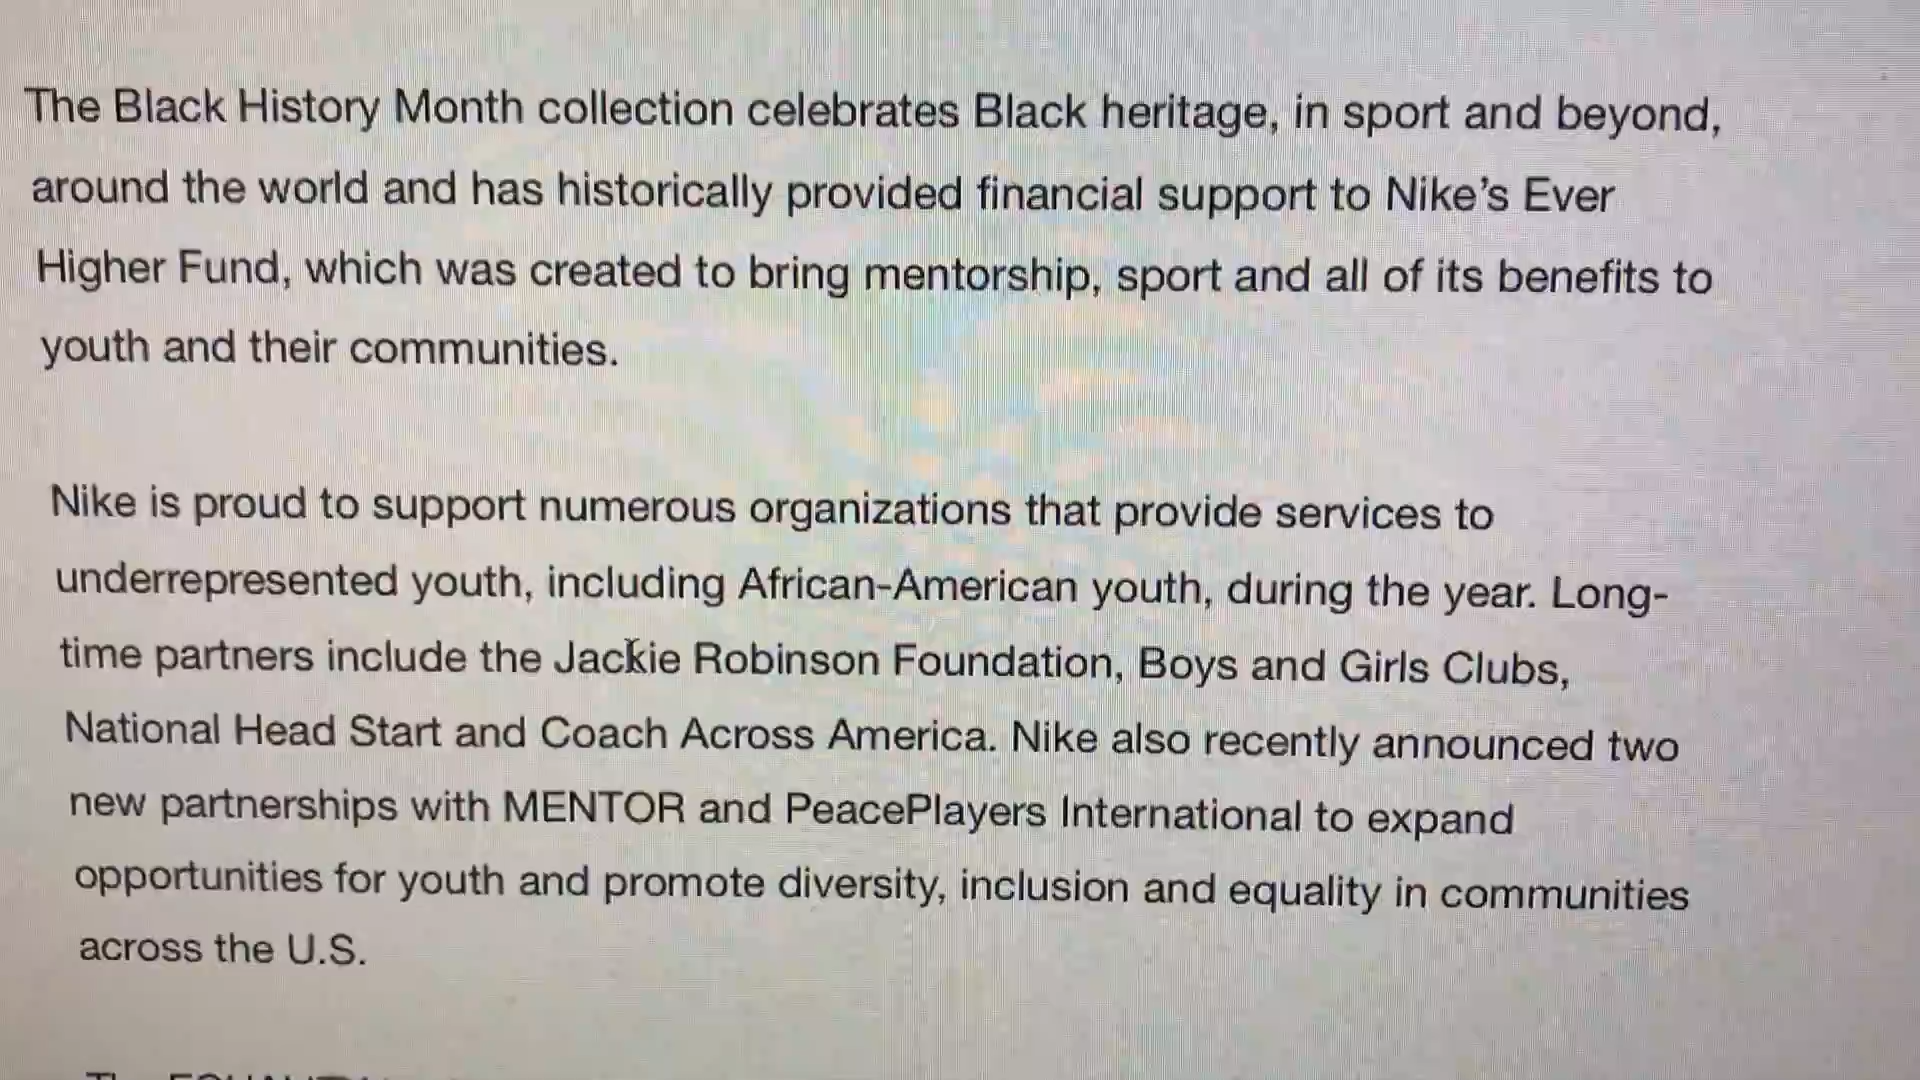 The Black History Month collection celebrates Black heritage, in sport and beyond,
around the world and has historically provided financial support to Nike's Ever
Higher Fund, which was created to bring mentorship, sport and all of its benefits to
youth and their communities.
Nike is proud to support numerous organizations that provide services to
underrepresented youth, including African-American youth, during the year. Long-
time partners include the Jackie Robinson Foundation, Boys and Girls Clubs,
National Head Start and Coach Across America. Nike also recently announced two
new partnerships with MENTOR and PeacePlayers International to expand
opportunities for youth and promote diversity, inclusion and equality in communities
across the U.S.